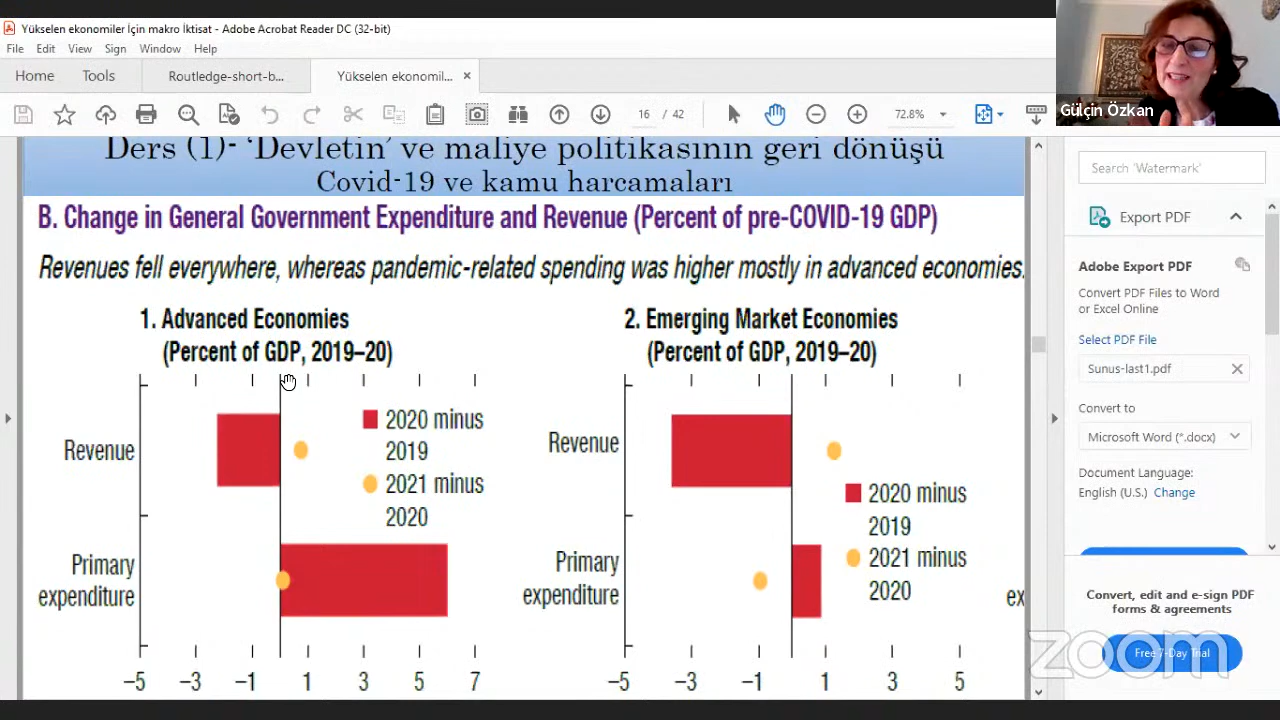 Yükselen ekonomiler İçin makro İktisat - Adobe Acrobat Reader DC (32-bit)
File Edit View Sign Window Help
Home Tools Routledge-short-b... Yükselen ekonomil... ×
16 / 42 72.8%
Gülçin Özkan
Ders (1)- ‘Devletin’ ve maliye politikasının geri dönüşü
Covid-19 ve kamu harcamaları
B. Change in General Government Expenditure and Revenue (Percent of pre-COVID-19 GDP)
Revenues fell everywhere, whereas pandemic-related spending was higher mostly in advanced economies.
1. Advanced Economies
(Percent of GDP, 2019–20)
Revenue
2020 minus
2019
2021 minus
2020
Primary
expenditure
–5 –3 –1 1 3 5 7
2. Emerging Market Economies
(Percent of GDP, 2019–20)
Revenue
2020 minus
2019
2021 minus
2020
Primary
expenditure
–5 –3 –1 1 3 5
ex
Search 'Watermark'
Export PDF
Adobe Export PDF
Convert PDF Files to Word
or Excel Online
Select PDF File
Sunus-last1.pdf
Convert to
Microsoft Word (*.docx)
Document Language:
English (U.S.) Change
Convert, edit and e-sign PDF
forms & agreements
Free 7-Day Trial
zoom